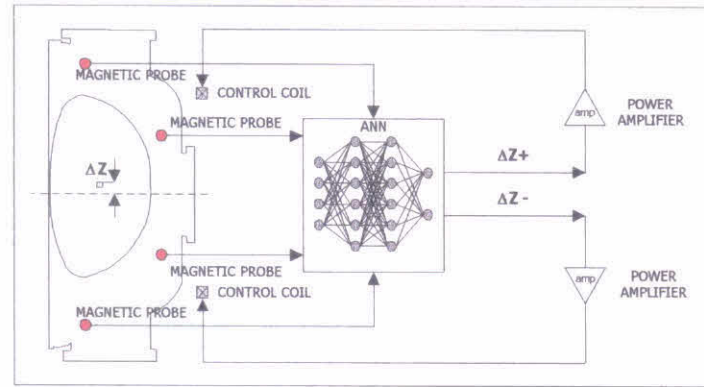 MAGNETIC PROBE
CONTROL COIL
MAGNETIC PROBE
ANN
amp
POWER
AMPLIFIER
ΔZ
ΔZ+
ΔZ -
MAGNETIC PROBE
CONTROL COIL
amp
POWER
AMPLIFIER
MAGNETIC PROBE